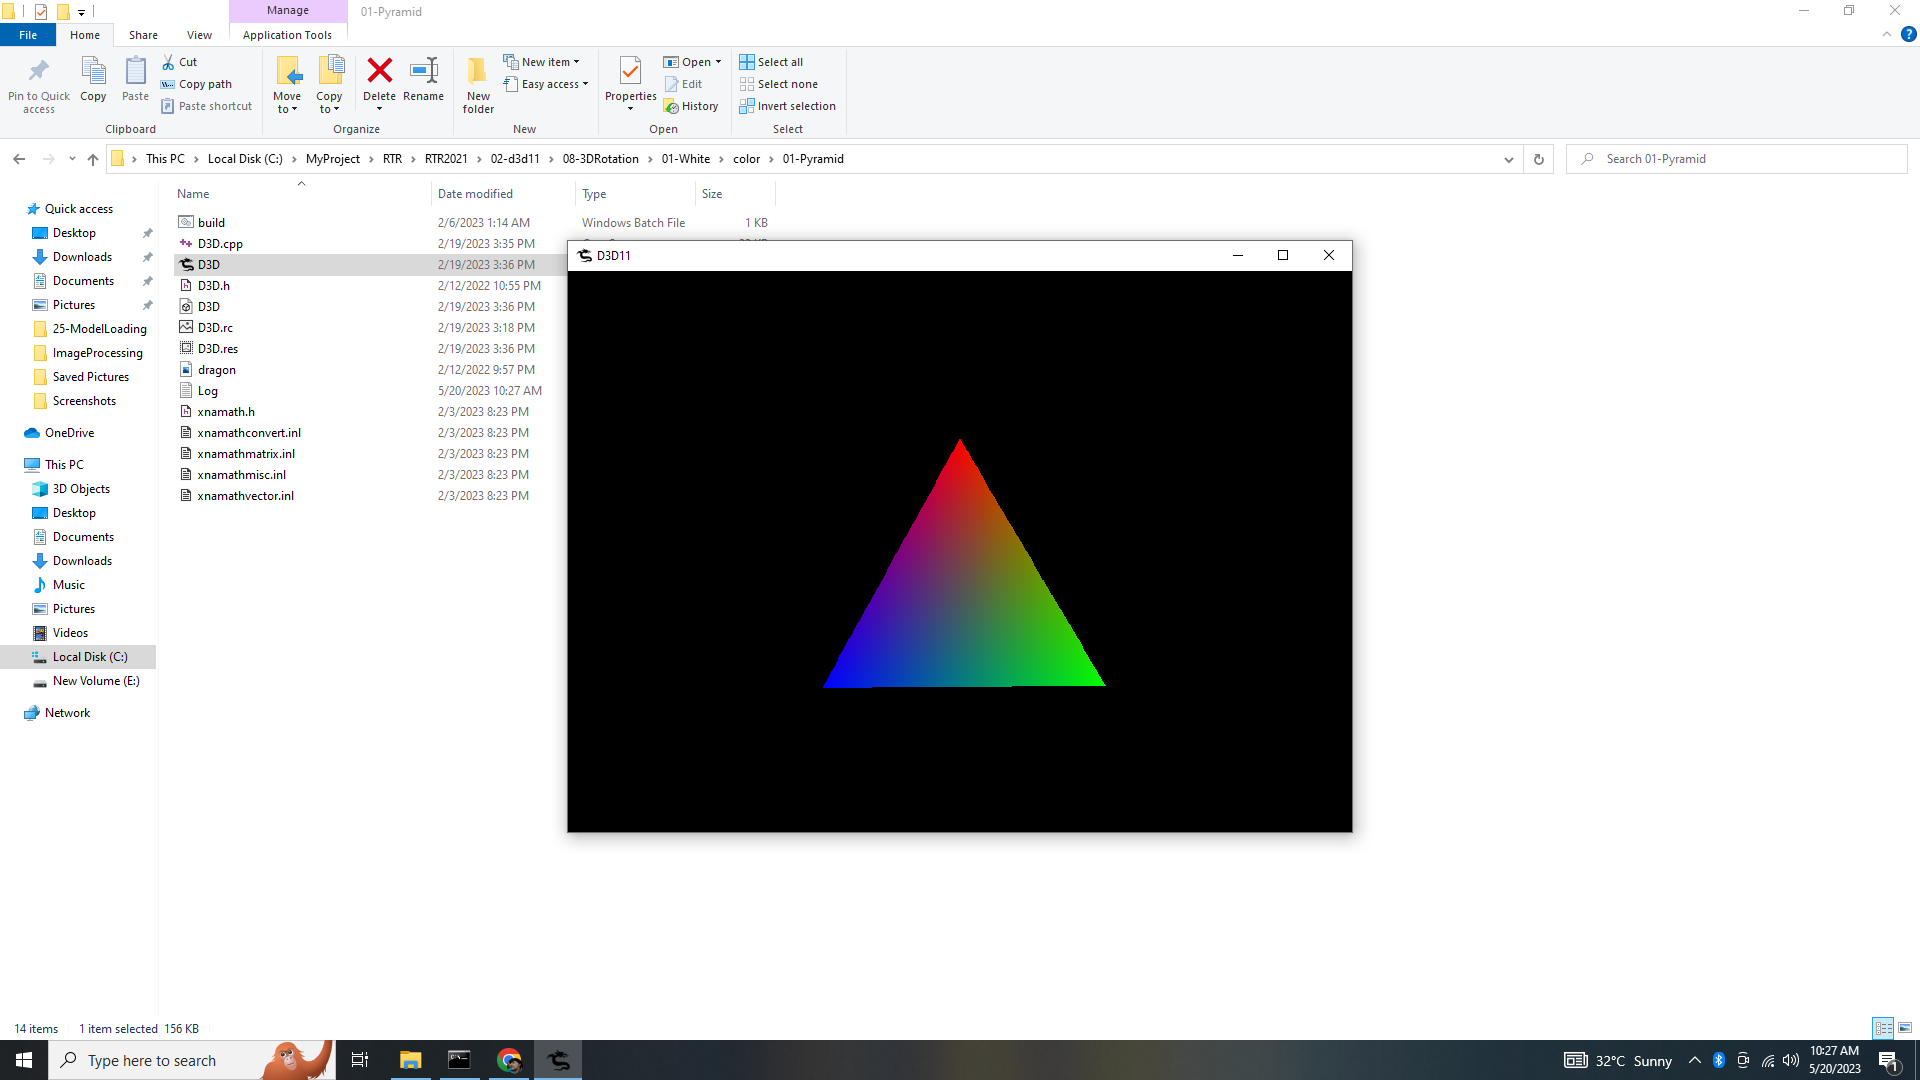 Manage
01-Pyramid
File
Home
Share
View
Application Tools
Pin to Quick access
Copy
Paste
Cut
Copy path
Paste shortcut
Clipboard
Move to
Copy to
Delete
Rename
Organize
New folder
New item
Easy access
New
Properties
Open
Edit
History
Open
Select all
Select none
Invert selection
Select
This PC › Local Disk (C:) › MyProject › RTR › RTR2021 › 02-d3d11 › 08-3DRotation › 01-White › color › 01-Pyramid
Search 01-Pyramid
Quick access
Desktop
Downloads
Documents
Pictures
25-ModelLoading
ImageProcessing
Saved Pictures
Screenshots
OneDrive
This PC
3D Objects
Desktop
Documents
Downloads
Music
Pictures
Videos
Local Disk (C:)
New Volume (E:)
Network
Name Date modified Type Size
build 2/6/2023 1:14 AM Windows Batch File 1 KB
D3D.cpp 2/19/2023 3:35 PM
D3D 2/19/2023 3:36 PM
D3D.h 2/12/2022 10:55 PM
D3D 2/19/2023 3:36 PM
D3D.rc 2/19/2023 3:18 PM
D3D.res 2/19/2023 3:36 PM
dragon 2/12/2022 9:57 PM
Log 5/20/2023 10:27 AM
xnamath.h 2/3/2023 8:23 PM
xnamathconvert.inl 2/3/2023 8:23 PM
xnamathmatrix.inl 2/3/2023 8:23 PM
xnamathmisc.inl 2/3/2023 8:23 PM
xnamathvector.inl 2/3/2023 8:23 PM
D3D11
14 items 1 item selected 156 KB
Type here to search
32°C Sunny
10:27 AM
5/20/2023
1